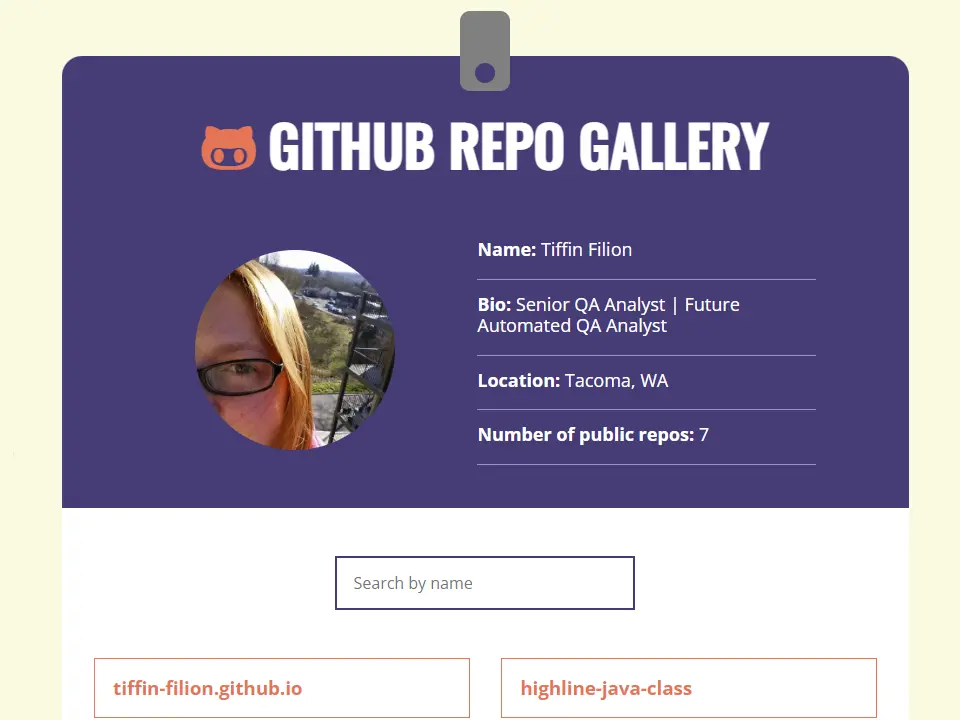 GITHUB REPO GALLERY
Name: Tiffin Filion
Bio: Senior QA Analyst | Future
Automated QA Analyst
Location: Tacoma, WA
Number of public repos: 7
Search by name
tiffin-filion.github.io
highline-java-class